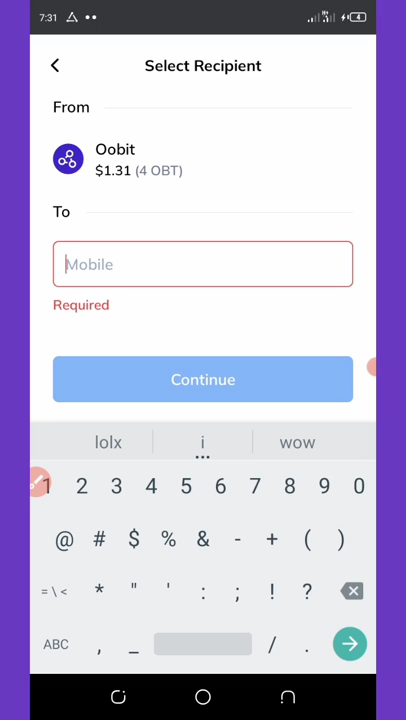 7:31
4
Select Recipient
From
Oobit
$1.31 (4 OBT)
To
Mobile
Required
Continue
lolx i wow
1 2 3 4 5 6 7 8 9 0
@ # $ % & - + ( )
= \ < * " ' : ; ! ?
ABC , _ / .